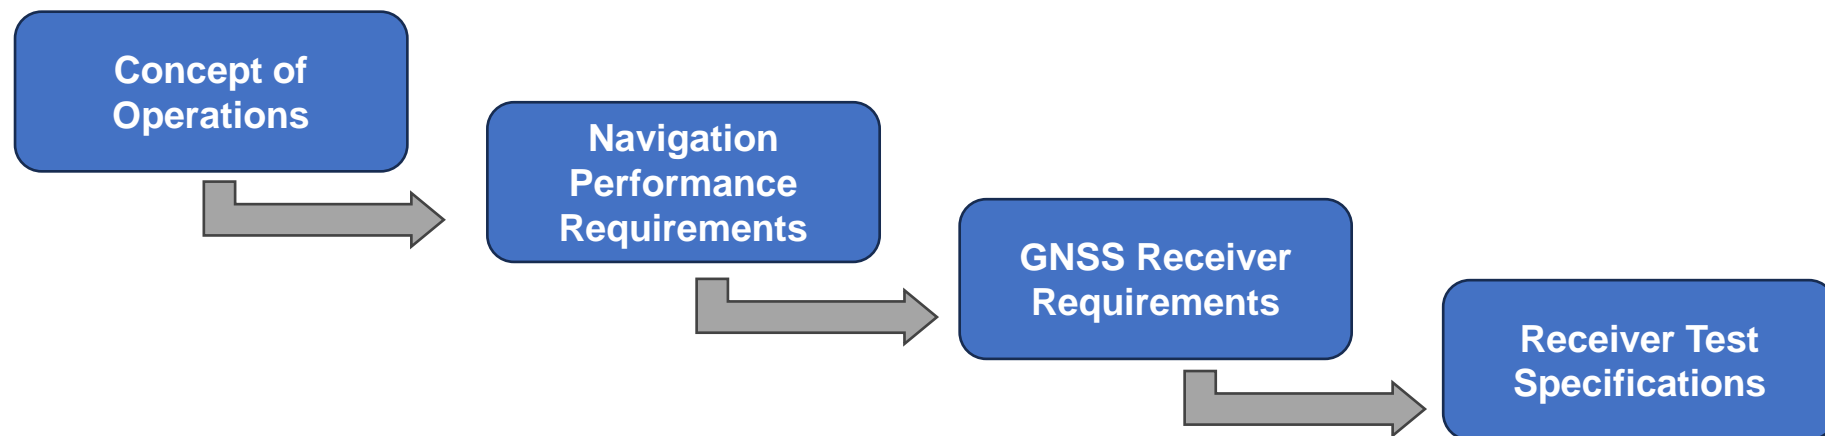 Concept of
Operations
Navigation
Performance
Requirements
GNSS Receiver
Requirements
Receiver Test
Specifications